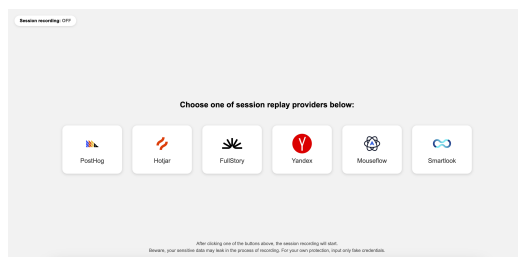 Session recording: OFF
Choose one of session replay providers below:
PostHog
Hotjar
FullStory
Yandex
Mouseflow
Smartlook
After clicking one of the buttons above, the session recording will start.
Beware, your sensitive data may leak in the process of recording. For your own protection, input only fake credentials.